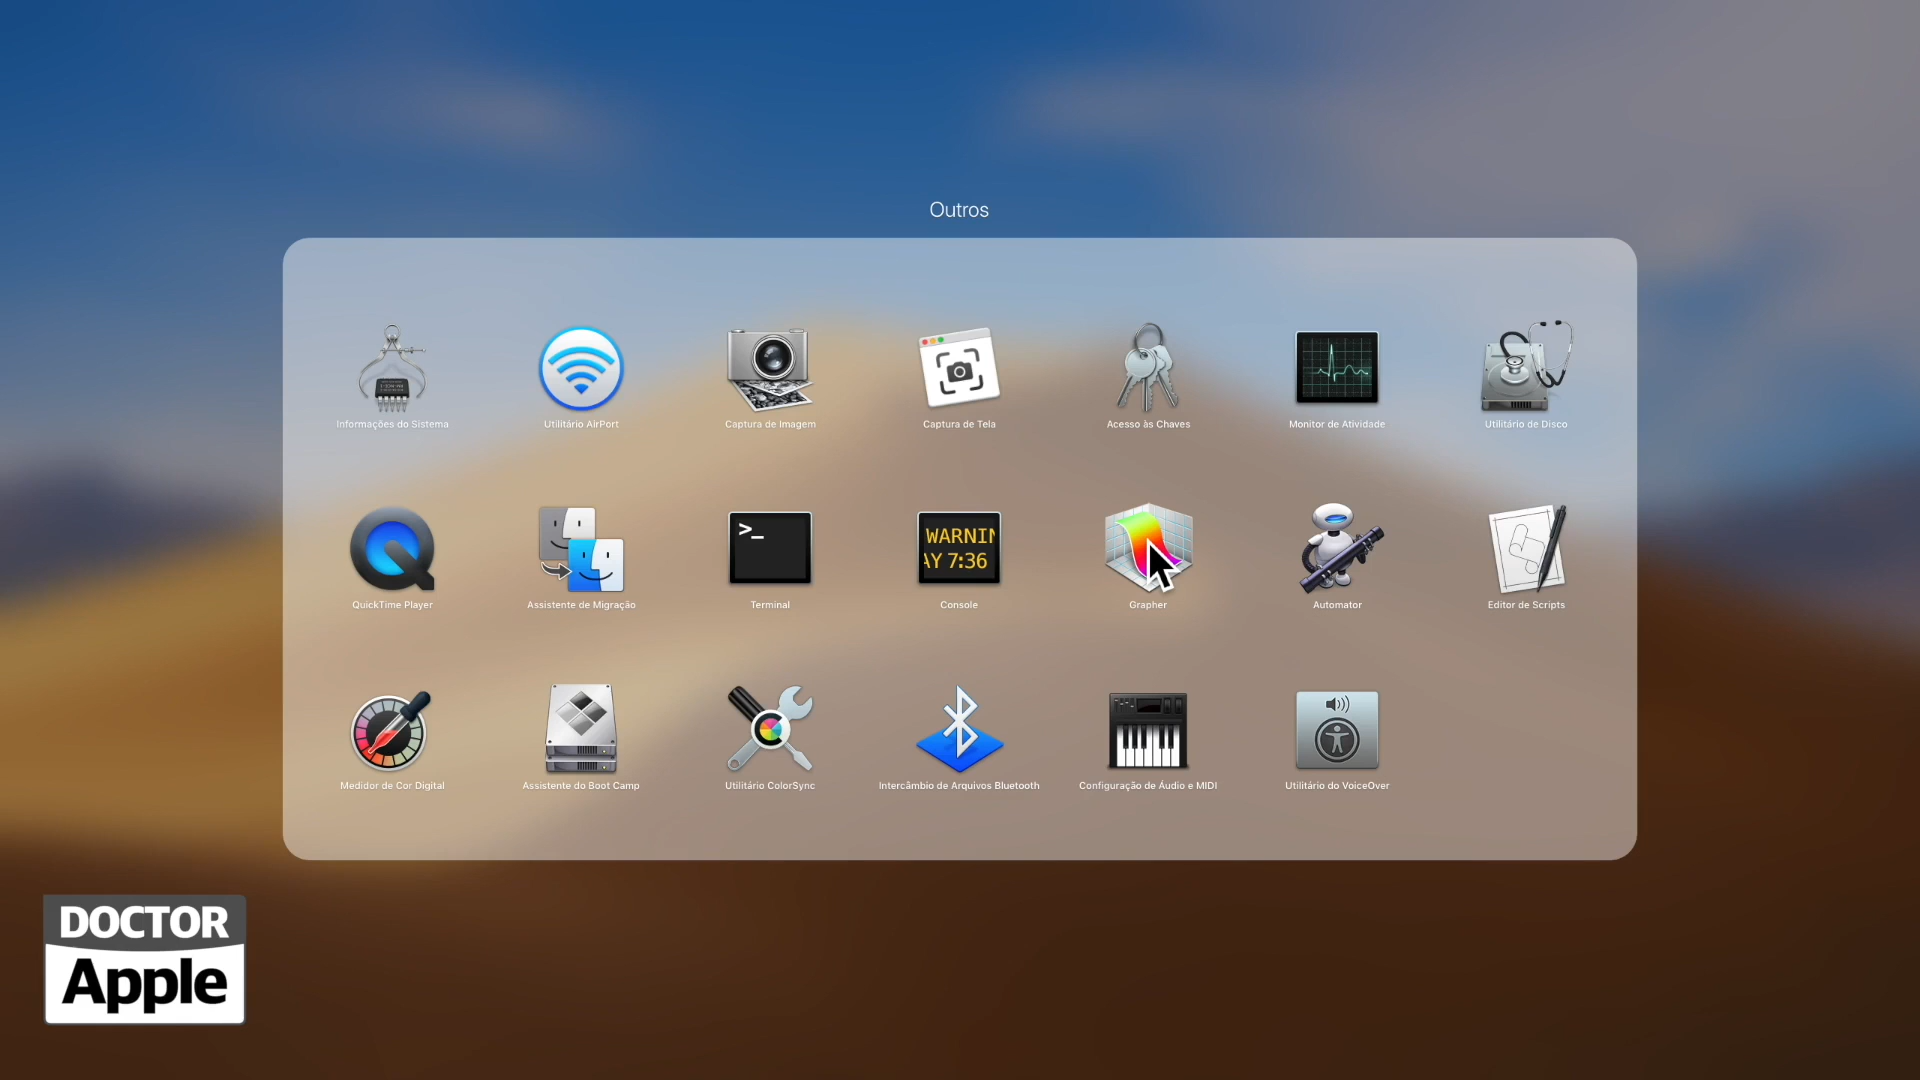 Outros
Informações do Sistema
Utilitário AirPort
Captura de Imagem
Captura de Tela
Acesso às Chaves
Monitor de Atividade
Utilitário de Disco
>_
WARNIN
AY 7:36
QuickTime Player
Assistente de Migração
Terminal
Console
Grapher
Automator
Editor de Scripts
Medidor de Cor Digital
Assistente do Boot Camp
Utilitário ColorSync
Intercâmbio de Arquivos Bluetooth
Configuração de Áudio e MIDI
Utilitário do VoiceOver
DOCTOR
Apple